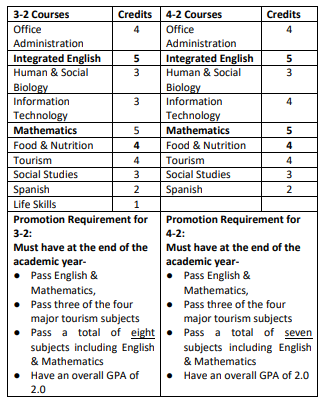 3-2 Courses Credits 4-2 Courses Credits
Office Administration 4 Office Administration 4
Integrated English 5 Integrated English 5
Human & Social Biology 3 Human & Social Biology 3
Information Technology 3 Information Technology 4
Mathematics 5 Mathematics 5
Food & Nutrition 4 Food & Nutrition 4
Tourism 4 Tourism 4
Social Studies 3 Social Studies 3
Spanish 2 Spanish 2
Life Skills 1
Promotion Requirement for
3-2:
Must have at the end of the
academic year-
● Pass English &
Mathematics,
● Pass three of the four
major tourism subjects
● Pass a total of eight
subjects including English
& Mathematics
● Have an overall GPA of
2.0
Promotion Requirement for
4-2:
Must have at the end of the
academic year-
● Pass English &
Mathematics,
● Pass three of the four
major tourism subjects
● Pass a total of seven
subjects including English
& Mathematics
● Have an overall GPA of 2.0